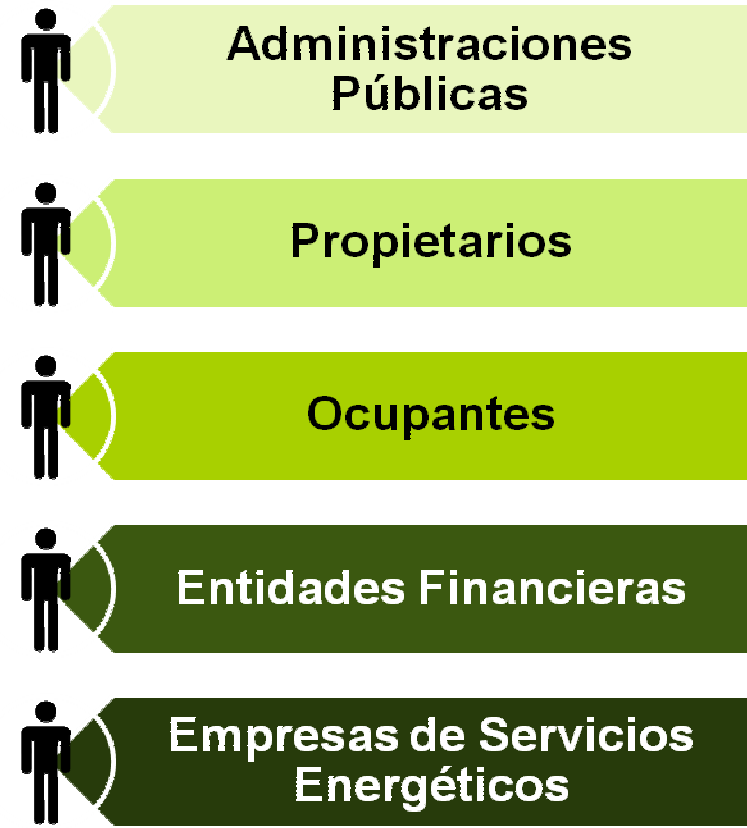 Administraciones
Públicas
Propietarios
Ocupantes
Entidades Financieras
Empresas de Servicios
Energéticos